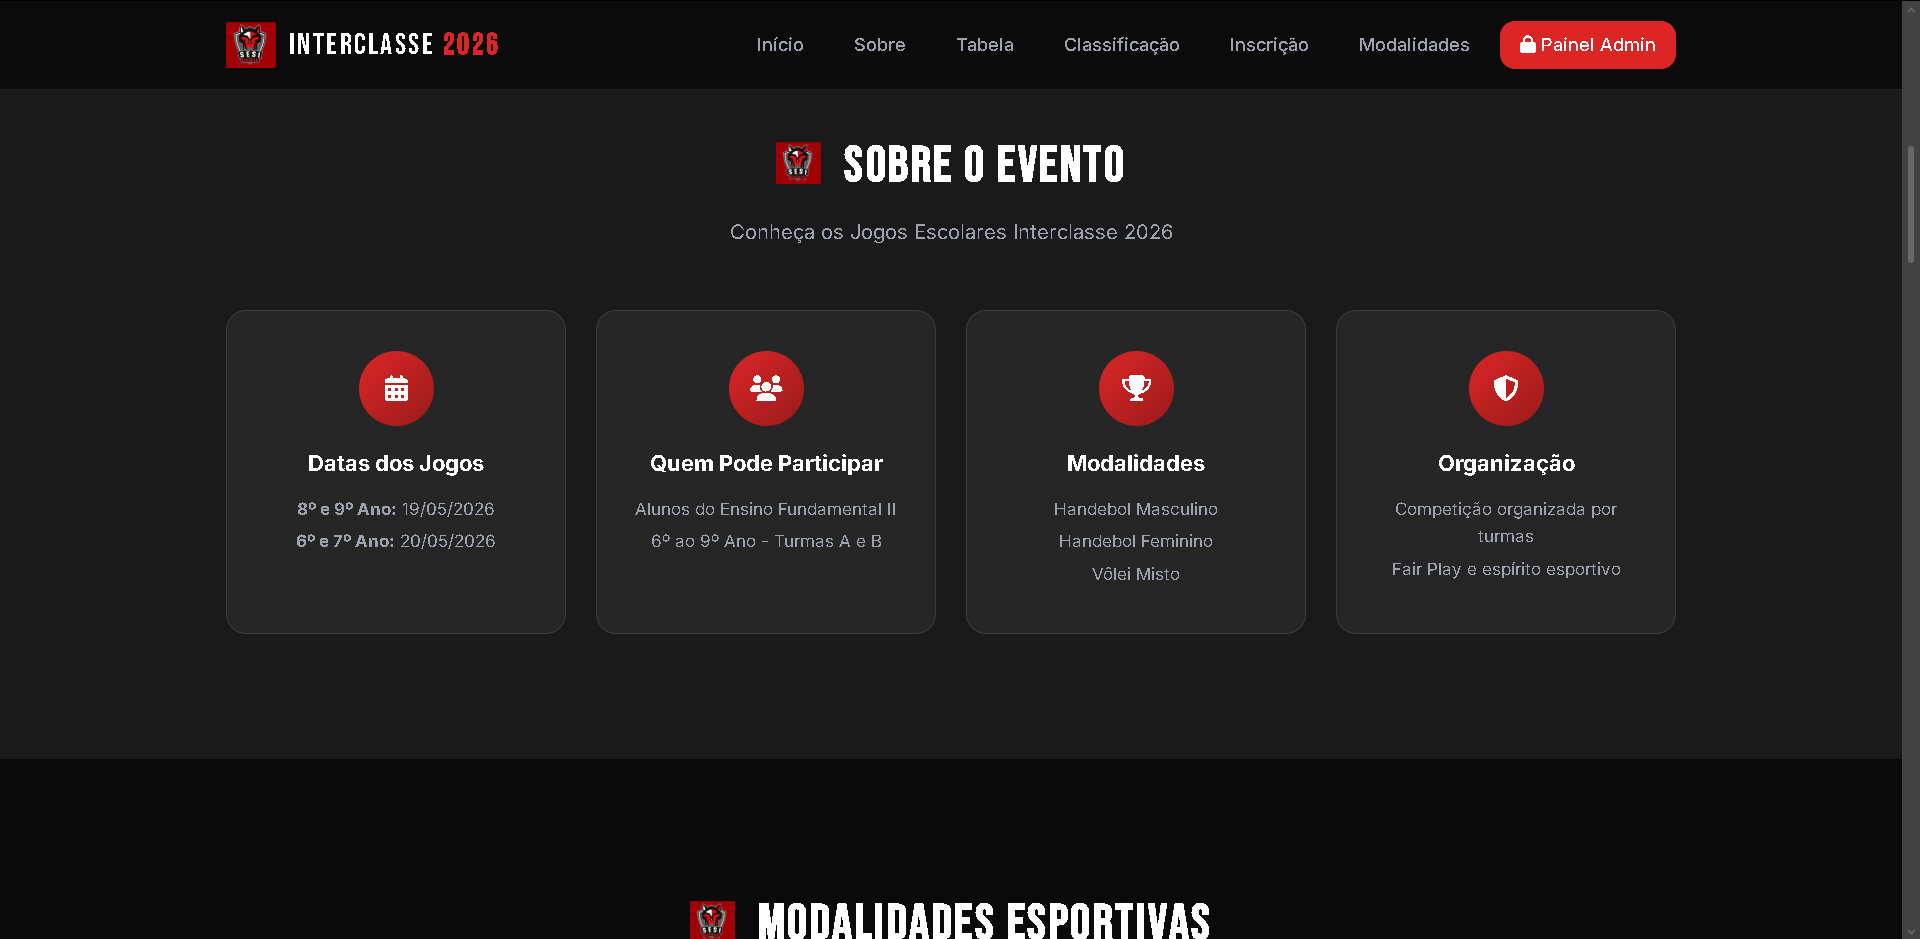 SESI
INTERCLASSE 2026
Início
Sobre
Tabela
Classificação
Inscrição
Modalidades
Painel Admin
SESI
SOBRE O EVENTO
Conheça os Jogos Escolares Interclasse 2026
Datas dos Jogos
8º e 9º Ano: 19/05/2026
6º e 7º Ano: 20/05/2026
Quem Pode Participar
Alunos do Ensino Fundamental II
6º ao 9º Ano - Turmas A e B
Modalidades
Handebol Masculino
Handebol Feminino
Vôlei Misto
Organização
Competição organizada por
turmas
Fair Play e espírito esportivo
SESI
MODALIDADES ESPORTIVAS